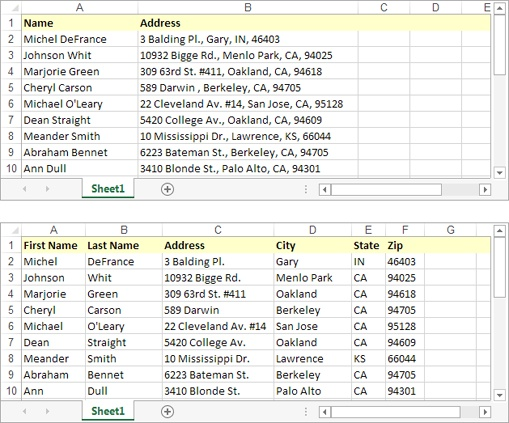 A B C D E
1 Name Address
2 Michel DeFrance 3 Balding Pl., Gary, IN, 46403
3 Johnson Whit 10932 Bigge Rd., Menlo Park, CA, 94025
4 Marjorie Green 309 63rd St. #411, Oakland, CA, 94618
5 Cheryl Carson 589 Darwin , Berkeley, CA, 94705
6 Michael O'Leary 22 Cleveland Av. #14, San Jose, CA, 95128
7 Dean Straight 5420 College Av., Oakland, CA, 94609
8 Meander Smith 10 Mississippi Dr., Lawrence, KS, 66044
9 Abraham Bennet 6223 Bateman St., Berkeley, CA, 94705
10 Ann Dull 3410 Blonde St., Palo Alto, CA, 94301
Sheet1
A B C D E F G
1 First Name Last Name Address City State Zip
2 Michel DeFrance 3 Balding Pl. Gary IN 46403
3 Johnson Whit 10932 Bigge Rd. Menlo Park CA 94025
4 Marjorie Green 309 63rd St. #411 Oakland CA 94618
5 Cheryl Carson 589 Darwin Berkeley CA 94705
6 Michael O'Leary 22 Cleveland Av. #14 San Jose CA 95128
7 Dean Straight 5420 College Av. Oakland CA 94609
8 Meander Smith 10 Mississippi Dr. Lawrence KS 66044
9 Abraham Bennet 6223 Bateman St. Berkeley CA 94705
10 Ann Dull 3410 Blonde St. Palo Alto CA 94301
Sheet1